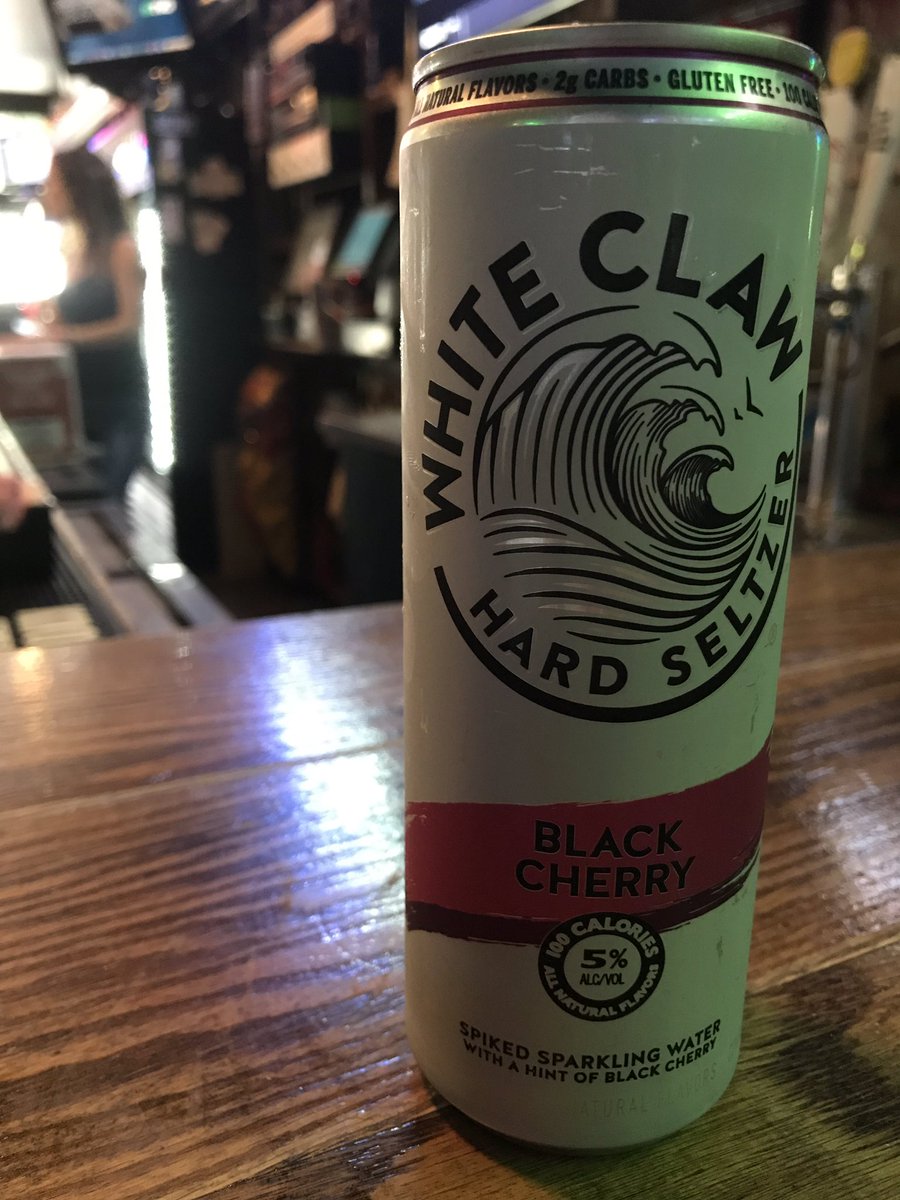 NATURAL FLAVORS • 2g CARBS • GLUTEN FREE • 100
WHITE CLAW
HARD SELTZER
BLACK
CHERRY
100 CALORIES
5%
ALC/VOL
ALL NATURAL FLAVORS
SPIKED SPARKLING WATER
WITH A HINT OF BLACK CHERRY